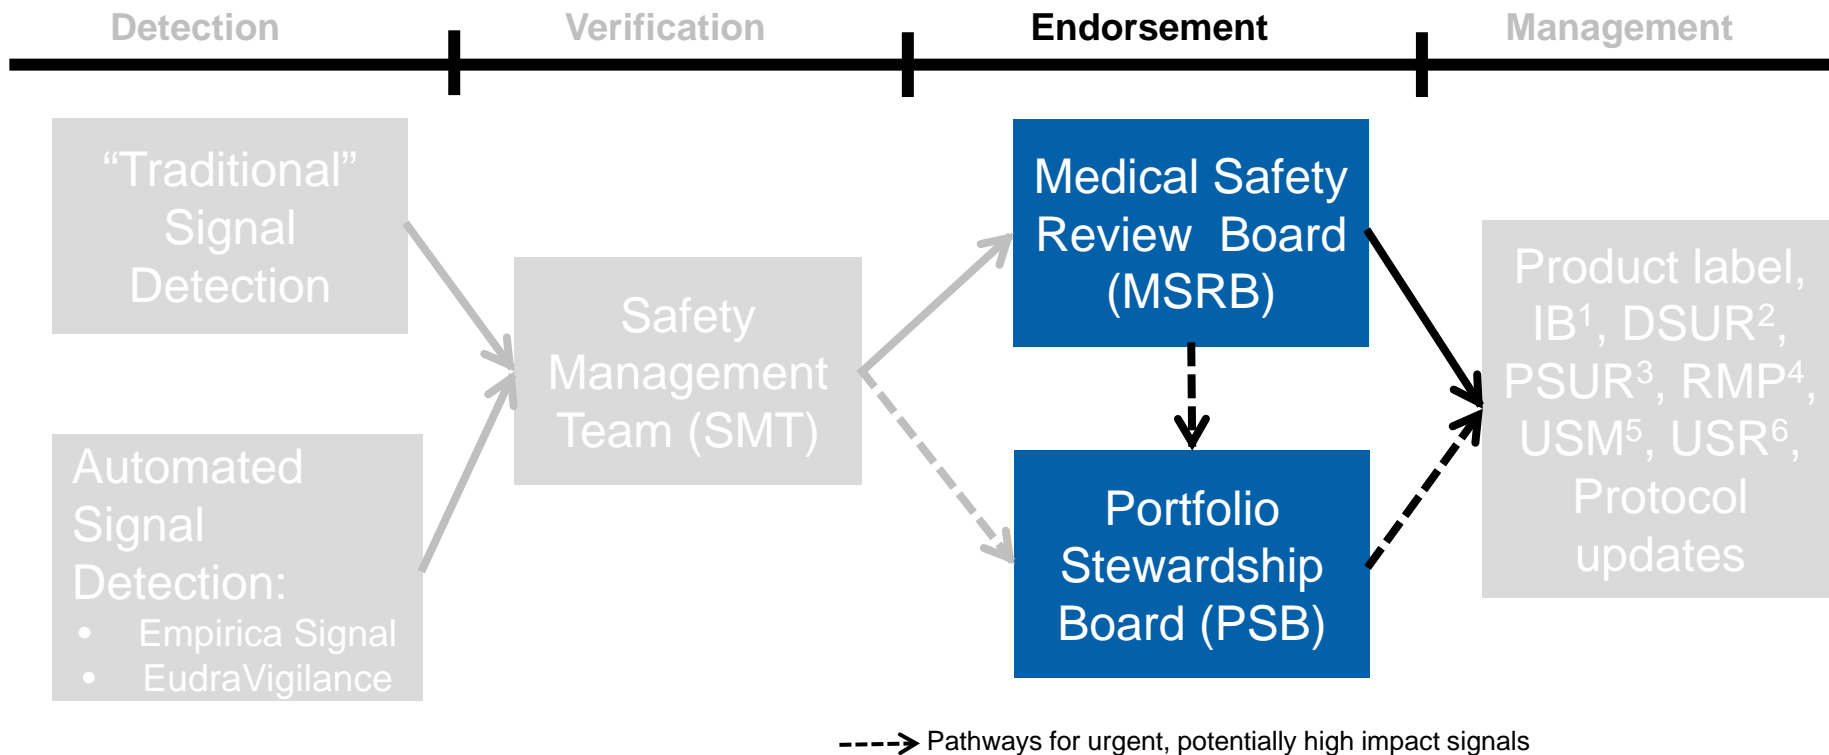 Detection
Verification
Endorsement
Management
“Traditional”
Signal
Detection
Automated
Signal
Detection:
• Empirica Signal
• EudraVigilance
Safety
Management
Team (SMT)
Medical Safety
Review Board
(MSRB)
Portfolio
Stewardship
Board (PSB)
Product label,
IB¹, DSUR²,
PSUR³, RMP⁴,
USM⁵, USR⁶,
Protocol
updates
Pathways for urgent, potentially high impact signals